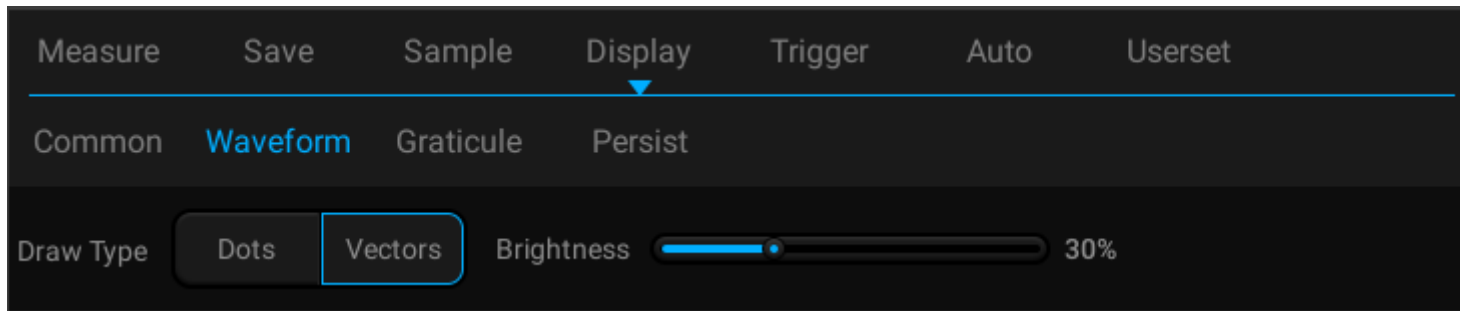 Measure Save Sample Display Trigger Auto Userset
Common Waveform Graticule Persist
Draw Type Dots Vectors Brightness 30%